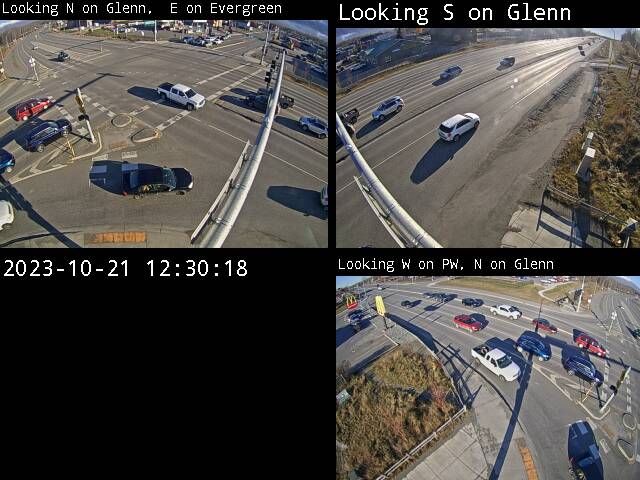 Looking N on Glenn,  E on Evergreen
Looking S on Glenn
2023-10-21 12:30:18
Looking W on PW, N on Glenn